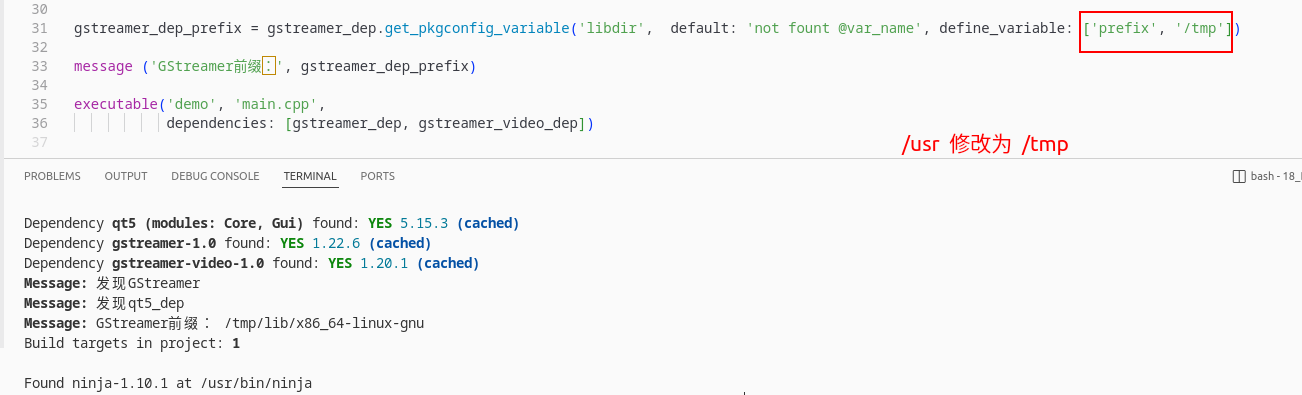 30
31 gstreamer_dep_prefix = gstreamer_dep.get_pkgconfig_variable('libdir',  default: 'not fount @var_name', define_variable: ['prefix', '/tmp'])
32
33 message ('GStreamer前缀：', gstreamer_dep_prefix)
34
35 executable('demo', 'main.cpp',
36 dependencies: [gstreamer_dep, gstreamer_video_dep])
37
/usr 修改为 /tmp
PROBLEMS OUTPUT DEBUG CONSOLE TERMINAL PORTS bash - 18_
Dependency qt5 (modules: Core, Gui) found: YES 5.15.3 (cached)
Dependency gstreamer-1.0 found: YES 1.22.6 (cached)
Dependency gstreamer-video-1.0 found: YES 1.20.1 (cached)
Message: 发现GStreamer
Message: 发现qt5_dep
Message: GStreamer前缀： /tmp/lib/x86_64-linux-gnu
Build targets in project: 1
Found ninja-1.10.1 at /usr/bin/ninja